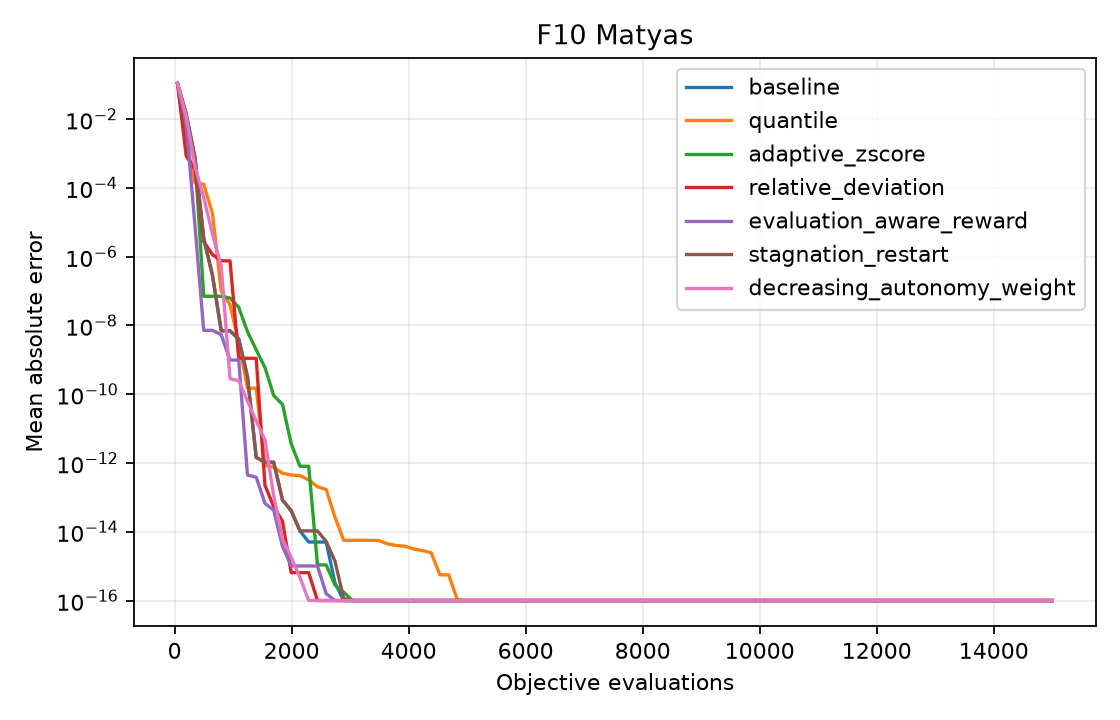 F10 Matyas
baseline
quantile
adaptive_zscore
relative_deviation
evaluation_aware_reward
stagnation_restart
decreasing_autonomy_weight
Mean absolute error
10⁻²
10⁻⁴
10⁻⁶
10⁻⁸
10⁻¹⁰
10⁻¹²
10⁻¹⁴
10⁻¹⁶
0 2000 4000 6000 8000 10000 12000 14000
Objective evaluations